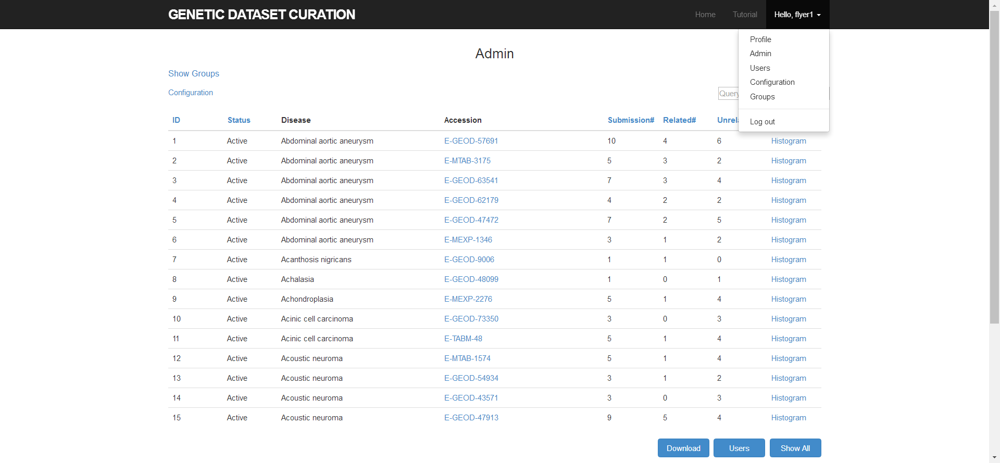 GENETIC DATASET CURATION Home Tutorial Hello, flyer1
Profile
Admin
Users
Configuration
Groups
Log out
Admin
Show Groups
Configuration Query
ID Status Disease Accession Submission# Related#
1 Active Abdominal aortic aneurysm E-GEOD-57691 10 4 6 Histogram
2 Active Abdominal aortic aneurysm E-MTAB-3175 5 3 2 Histogram
3 Active Abdominal aortic aneurysm E-GEOD-63541 7 3 4 Histogram
4 Active Abdominal aortic aneurysm E-GEOD-62179 4 2 2 Histogram
5 Active Abdominal aortic aneurysm E-GEOD-47472 7 2 5 Histogram
6 Active Abdominal aortic aneurysm E-MEXP-1346 3 1 2 Histogram
7 Active Acanthosis nigricans E-GEOD-9006 1 1 0 Histogram
8 Active Achalasia E-GEOD-48099 1 0 1 Histogram
9 Active Achondroplasia E-MEXP-2276 5 1 4 Histogram
10 Active Acinic cell carcinoma E-GEOD-73350 3 0 3 Histogram
11 Active Acinic cell carcinoma E-TABM-48 5 1 4 Histogram
12 Active Acoustic neuroma E-MTAB-1574 5 1 4 Histogram
13 Active Acoustic neuroma E-GEOD-54934 3 1 2 Histogram
14 Active Acoustic neuroma E-GEOD-43571 3 0 3 Histogram
15 Active Acoustic neuroma E-GEOD-47913 9 5 4 Histogram
Download Users Show All